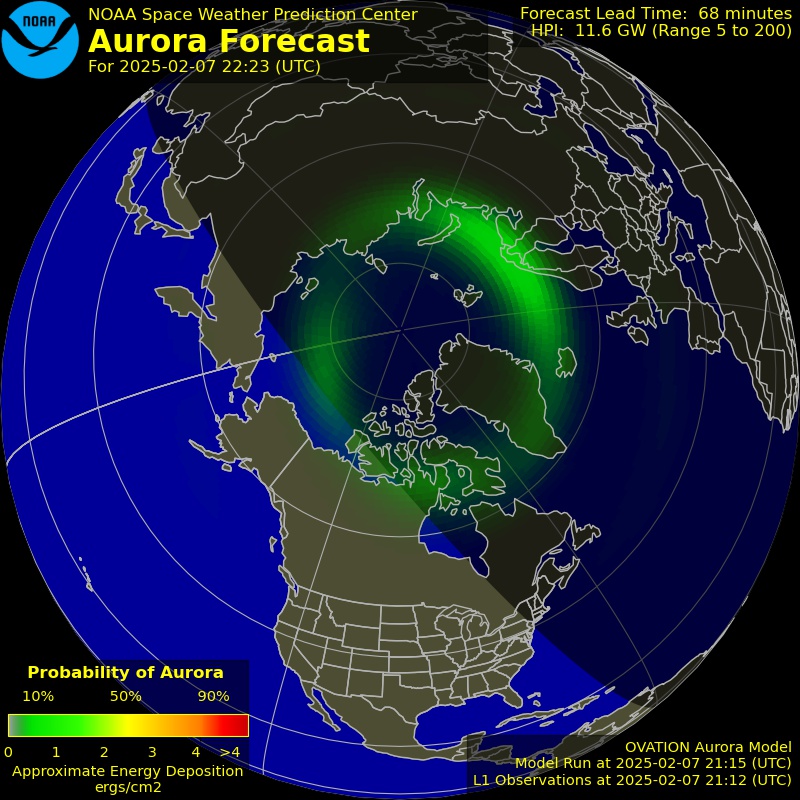 NOAA
NOAA Space Weather Prediction Center
Aurora Forecast
For 2025-02-07 22:23 (UTC)
Forecast Lead Time: 68 minutes
HPI: 11.6 GW (Range 5 to 200)
Probability of Aurora
10% 50% 90%
0 1 2 3 4 >4
Approximate Energy Deposition
ergs/cm2
OVATION Aurora Model
Model Run at 2025-02-07 21:15 (UTC)
L1 Observations at 2025-02-07 21:12 (UTC)